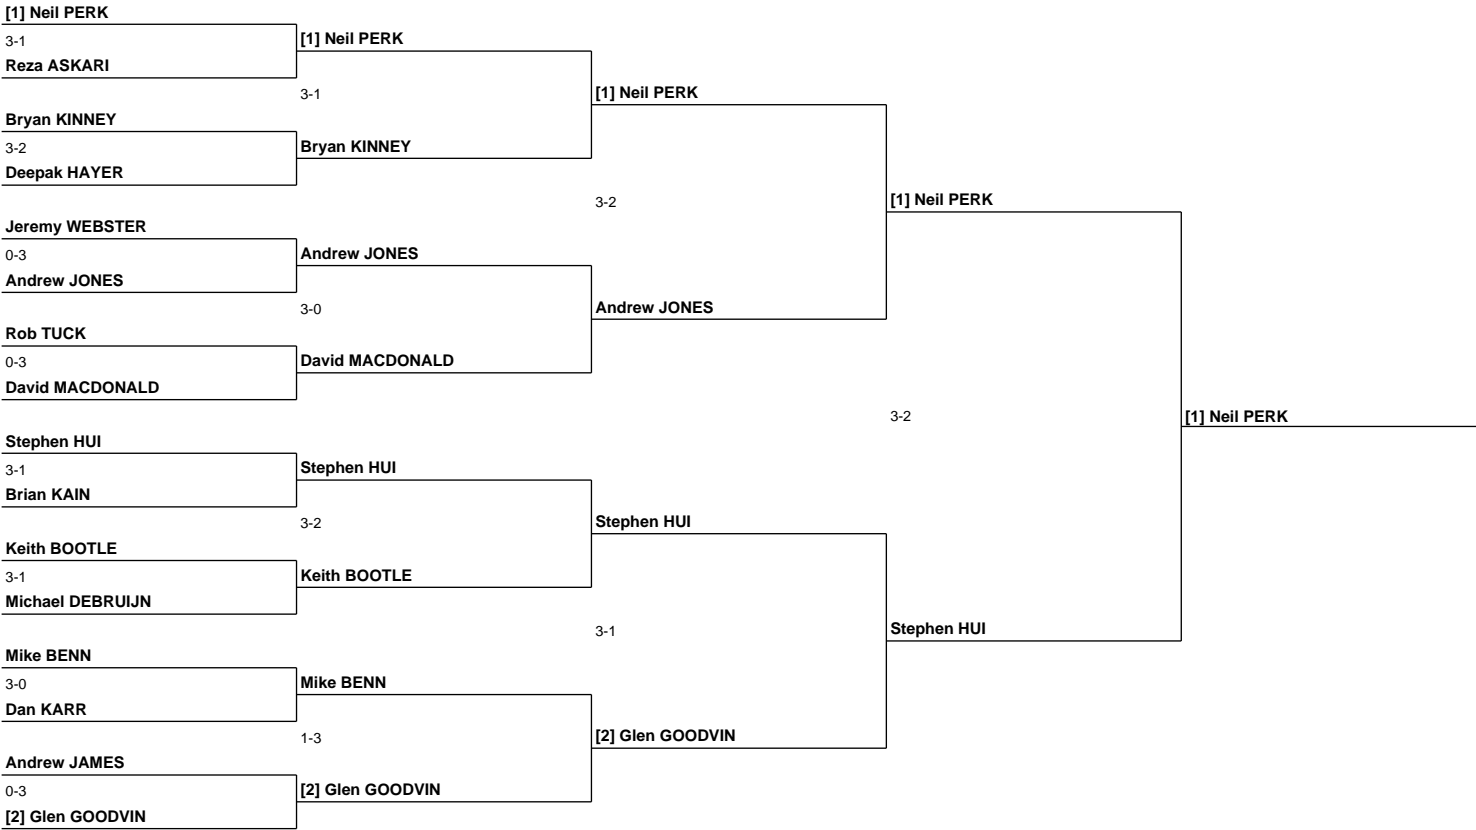 [1] Neil PERK
3-1
Reza ASKARI
Bryan KINNEY
3-2
Deepak HAYER
Jeremy WEBSTER
0-3
Andrew JONES
Rob TUCK
0-3
David MACDONALD
Stephen HUI
3-1
Brian KAIN
Keith BOOTLE
3-1
Michael DEBRUIJN
Mike BENN
3-0
Dan KARR
Andrew JAMES
0-3
[2] Glen GOODVIN
[1] Neil PERK
3-1
Bryan KINNEY
Andrew JONES
3-0
David MACDONALD
Stephen HUI
3-2
Keith BOOTLE
Mike BENN
1-3
[2] Glen GOODVIN
[1] Neil PERK
3-2
Andrew JONES
Stephen HUI
3-1
[2] Glen GOODVIN
[1] Neil PERK
3-2
Stephen HUI
[1] Neil PERK